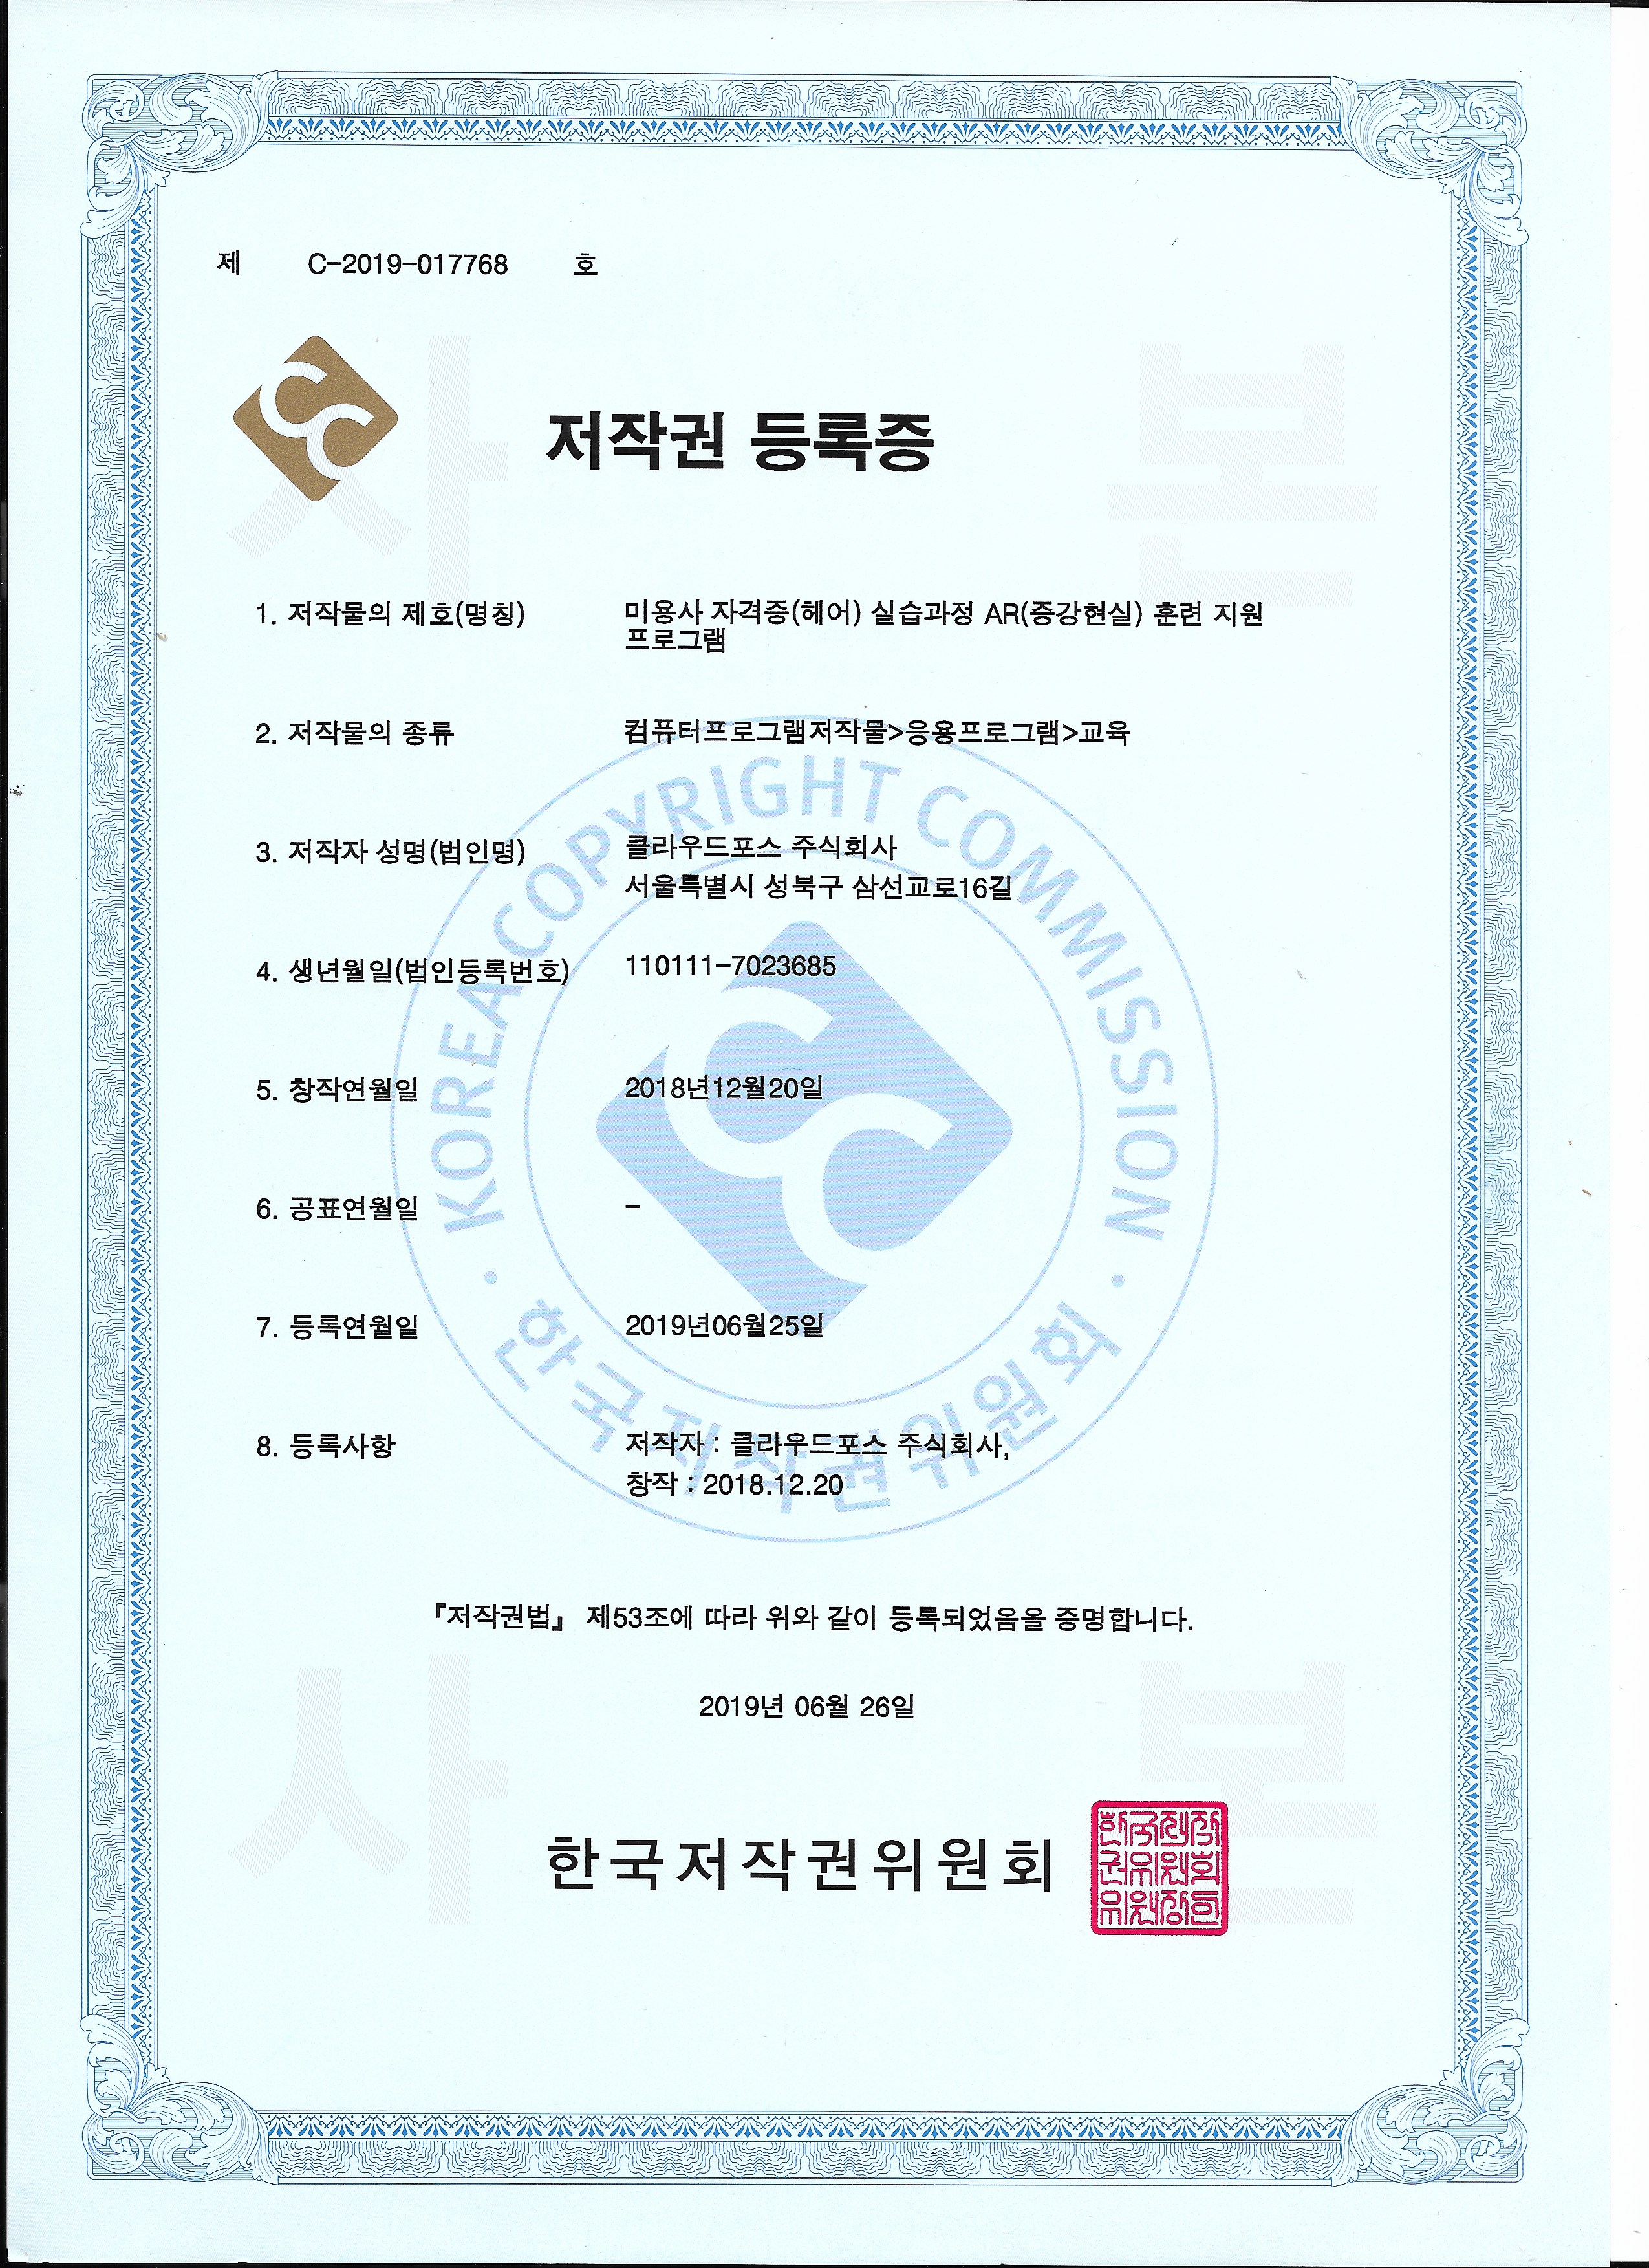 제 C-2019-017768 호
저작권 등록증
1. 저작물의 제호(명칭) 미용사 자격증(헤어) 실습과정 AR(증강현실) 훈련 지원
프로그램
2. 저작물의 종류 컴퓨터프로그램저작물>응용프로그램>교육
3. 저작자 성명(법인명) 클라우드포스 주식회사
서울특별시 성북구 삼선교로16길
4. 생년월일(법인등록번호) 110111-7023685
5. 창작연월일 2018년12월20일
6. 공표연월일 -
7. 등록연월일 2019년06월25일
8. 등록사항 저작자 : 클라우드포스 주식회사,
창작 : 2018.12.20
『저작권법』 제53조에 따라 위와 같이 등록되었음을 증명합니다.
2019년 06월 26일
한국저작권위원회
KOREA COPYRIGHT COMMISSION
한국저작권위원회
사 본
사 본